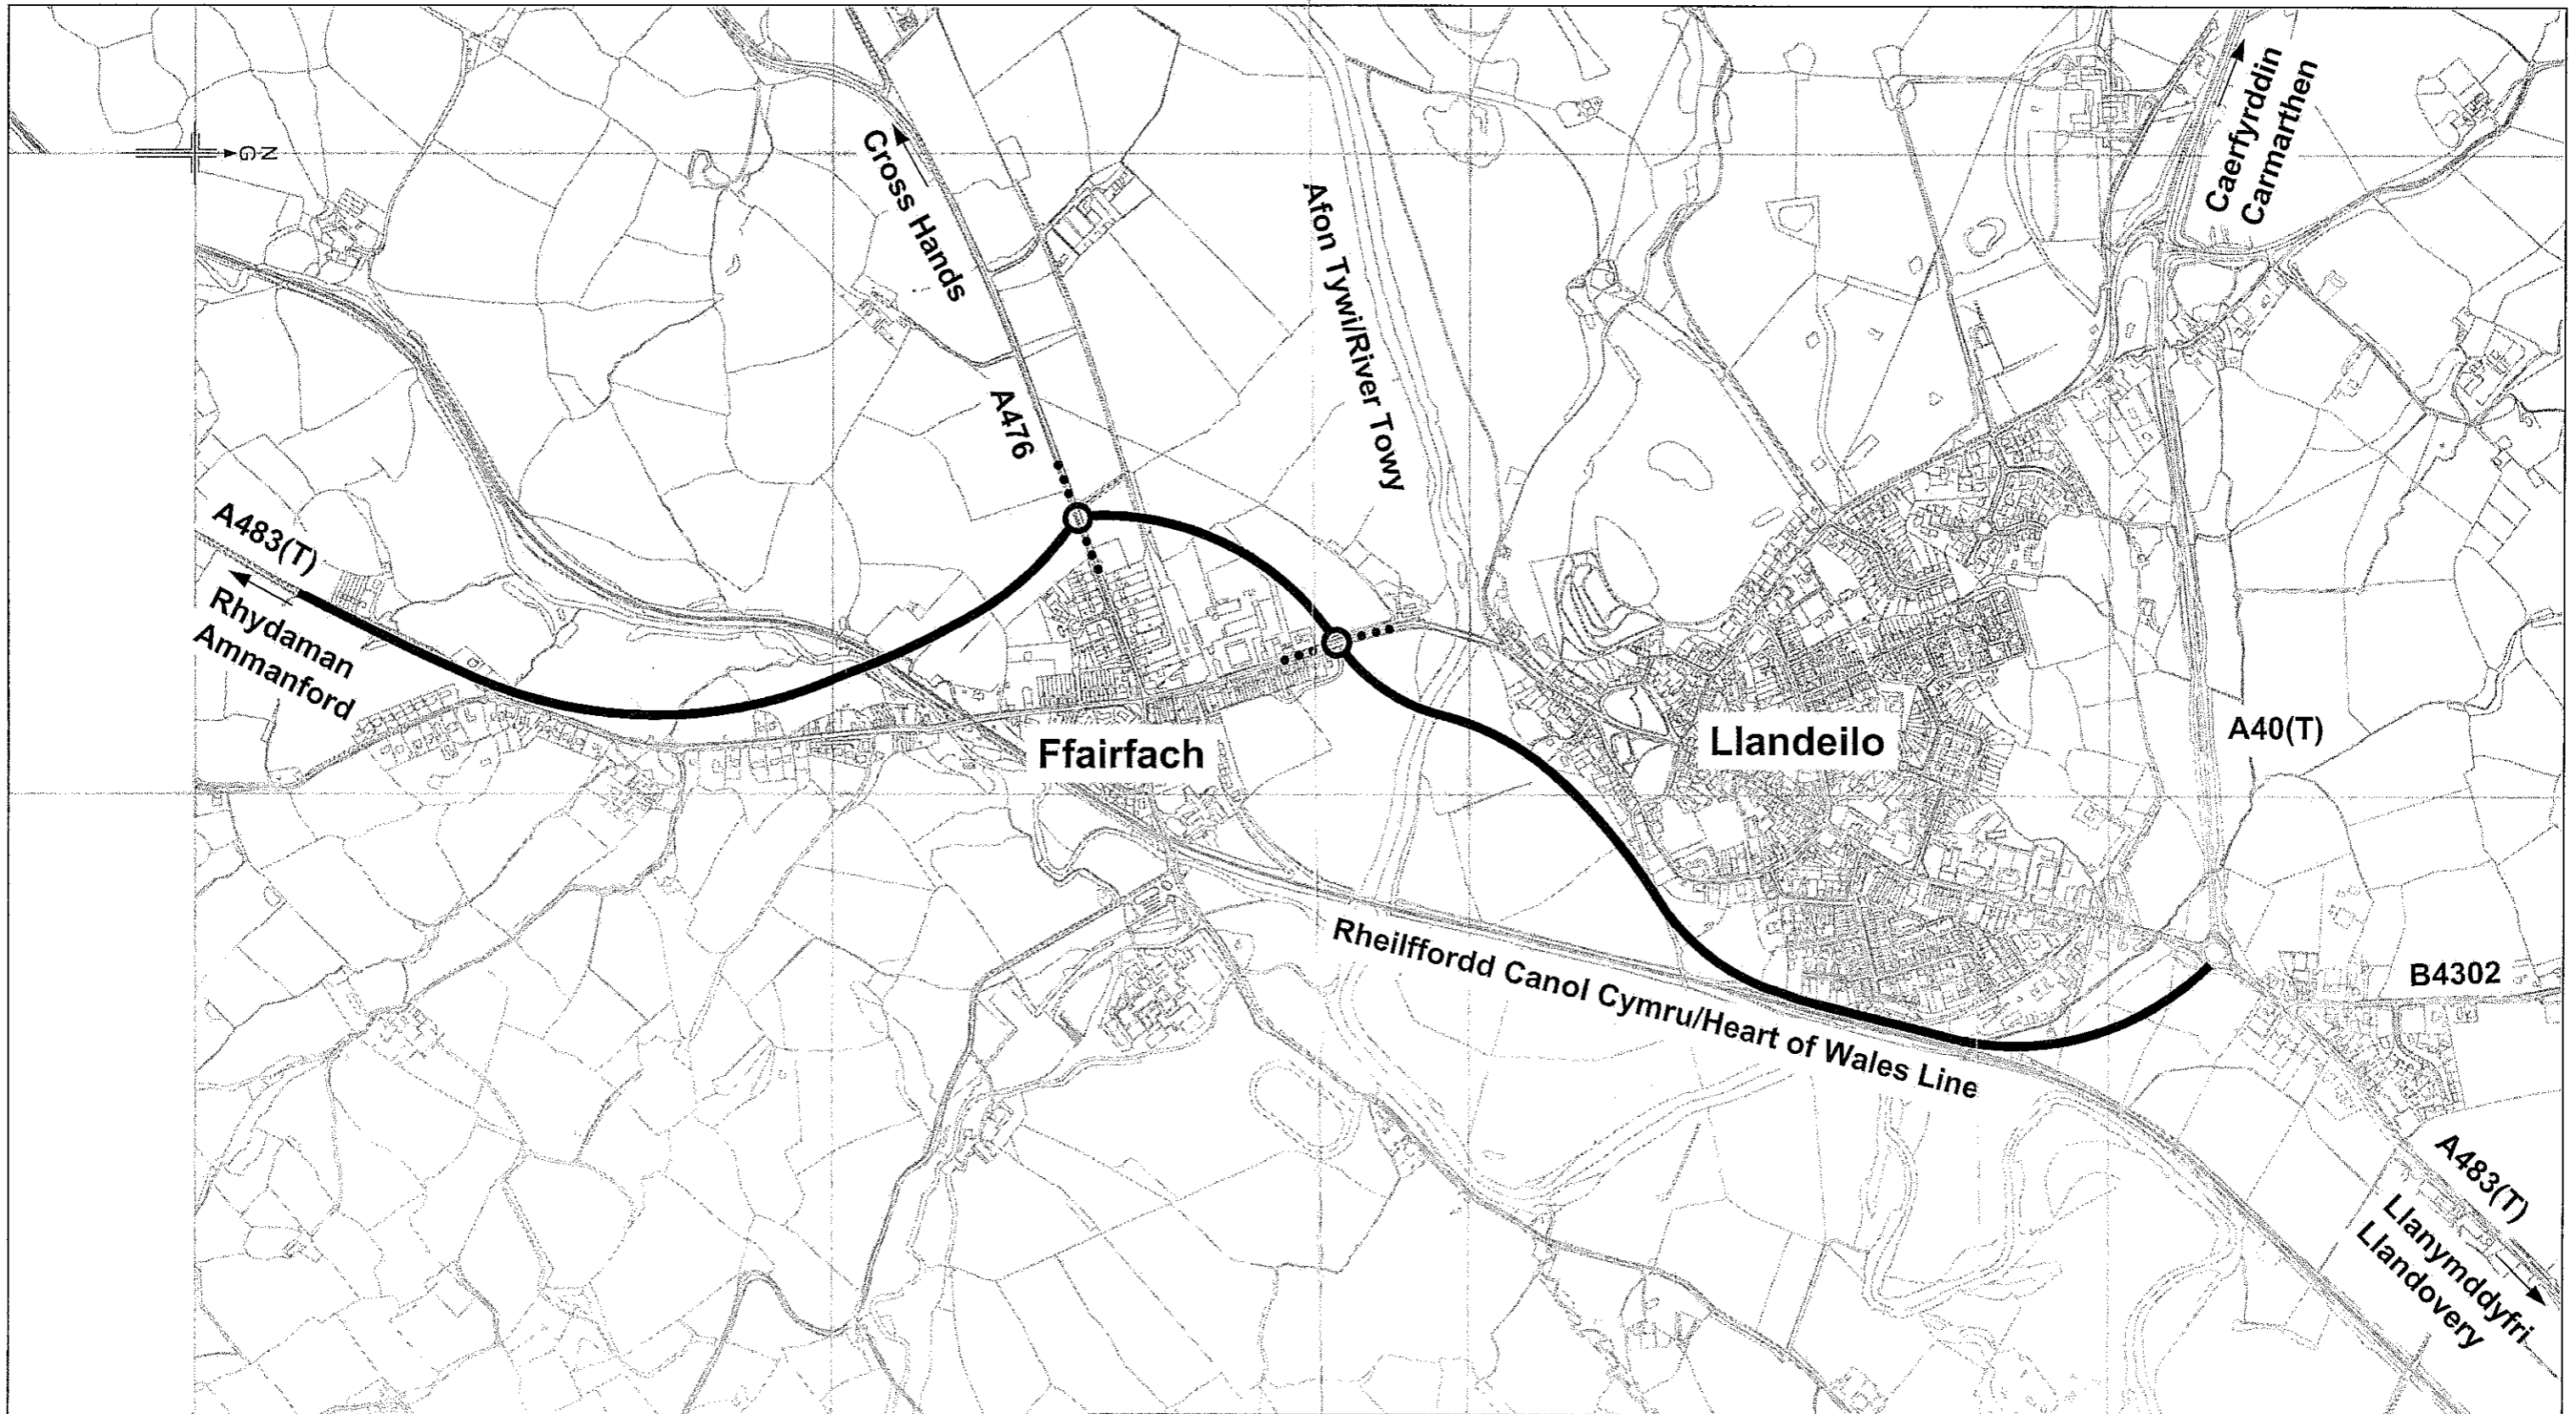 Caerfyrddin
Carmarthen
Cross Hands
NG
Afon Tywi/River Towy
A476
A483(T)
Rhydaman
Ammanford
Ffairfach
Llandeilo
A40(T)
Rheilffordd Canol Cymru/Heart of Wales Line
B4302
A483(T)
Llanymddyfri
Llandovery